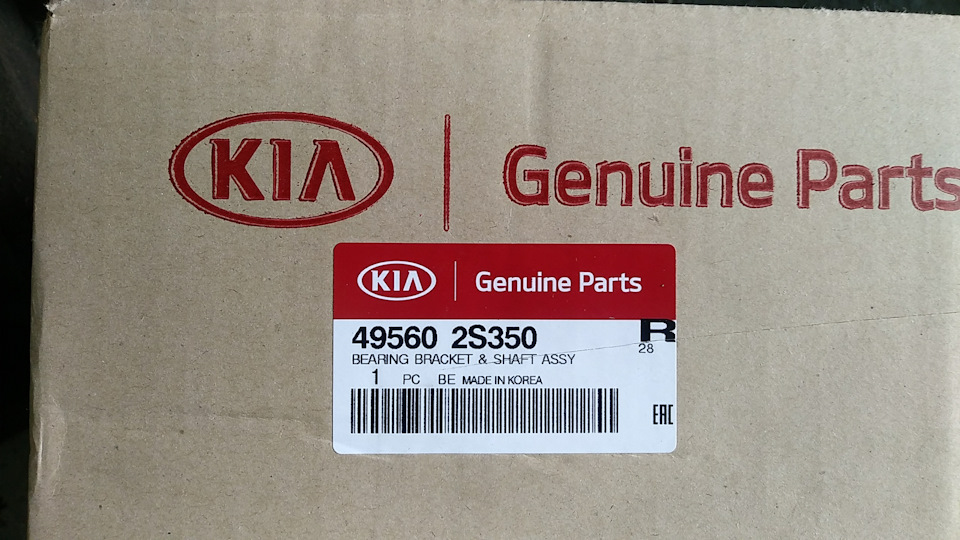 KIA Genuine Parts
KIA Genuine Parts
49560 2S350 R
28
BEARING BRACKET & SHAFT ASSY
1 PC BE MADE IN KOREA
EAC